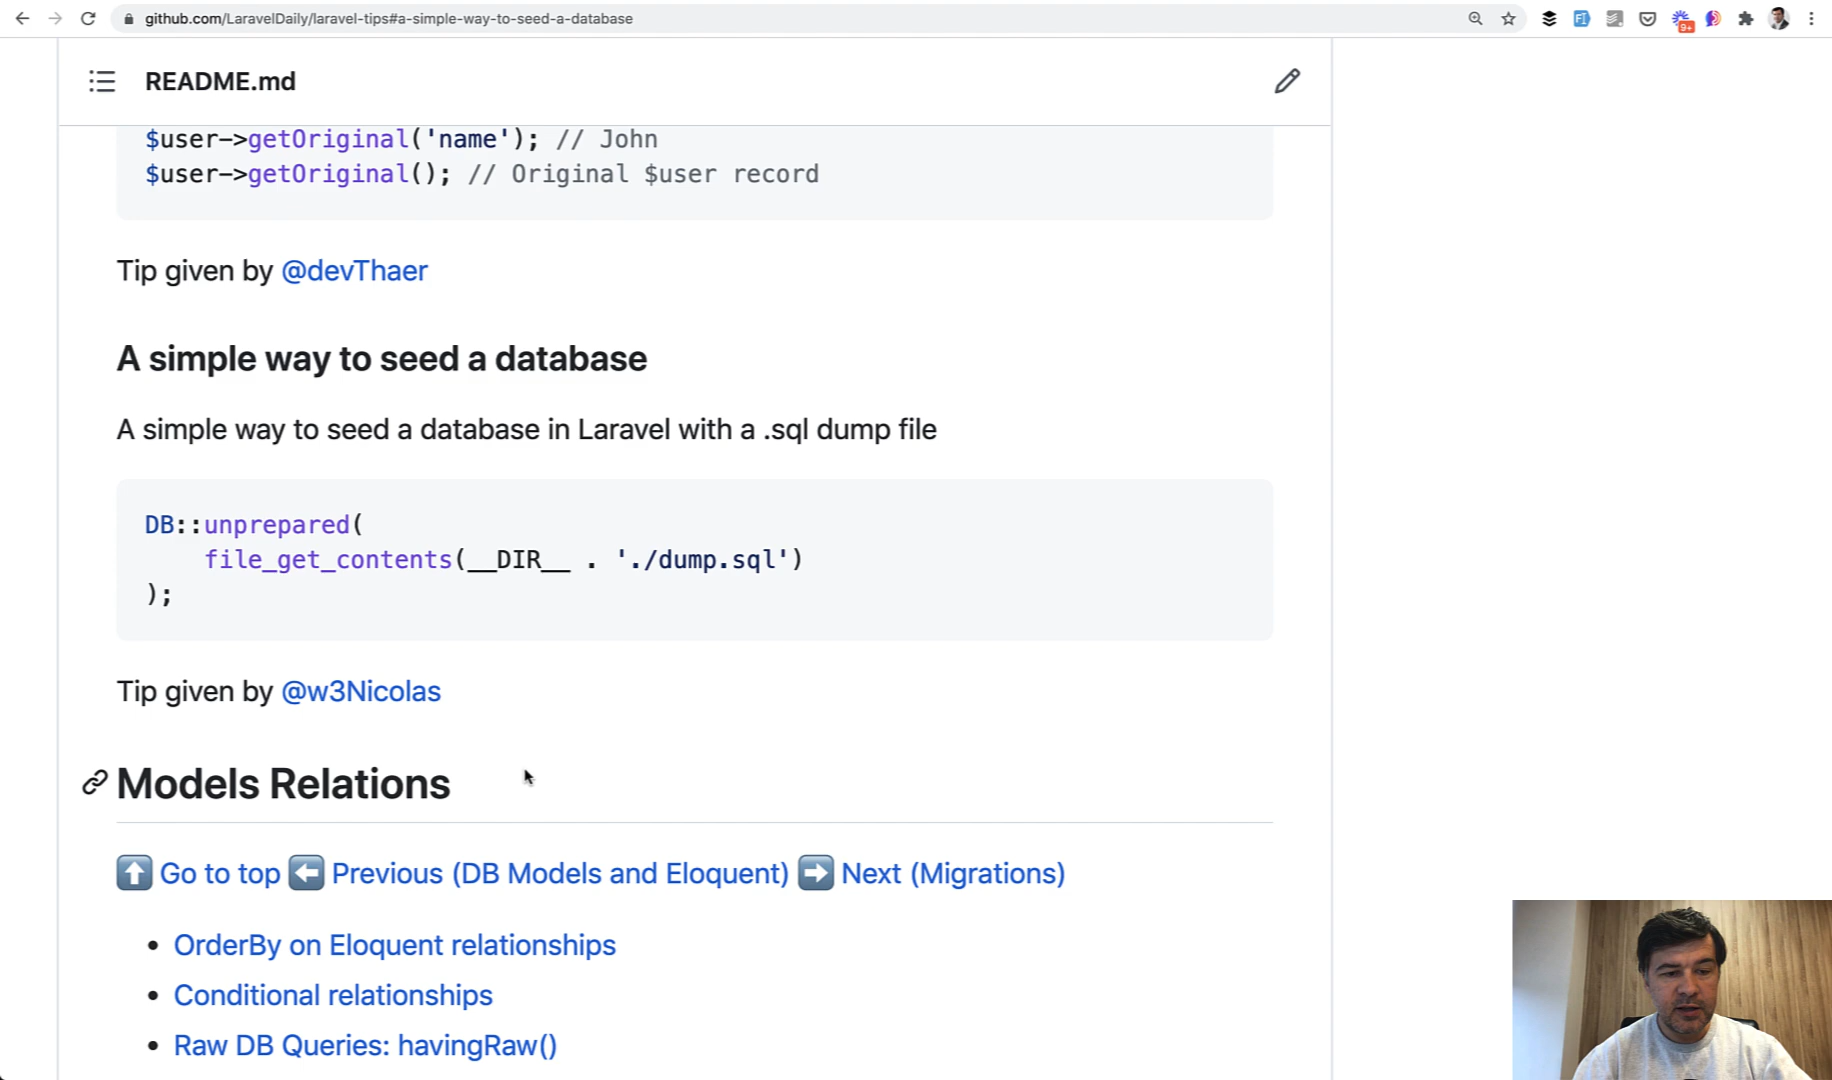 github.com/LaravelDaily/laravel-tips#a-simple-way-to-seed-a-database
9+
README.md
$user->getOriginal('name'); // John
$user->getOriginal(); // Original $user record
Tip given by @devThaer
A simple way to seed a database
A simple way to seed a database in Laravel with a .sql dump file
DB::unprepared(
    file_get_contents(__DIR__ . './dump.sql')
);
Tip given by @w3Nicolas
Models Relations
Go to top Previous (DB Models and Eloquent) Next (Migrations)
OrderBy on Eloquent relationships
Conditional relationships
Raw DB Queries: havingRaw()